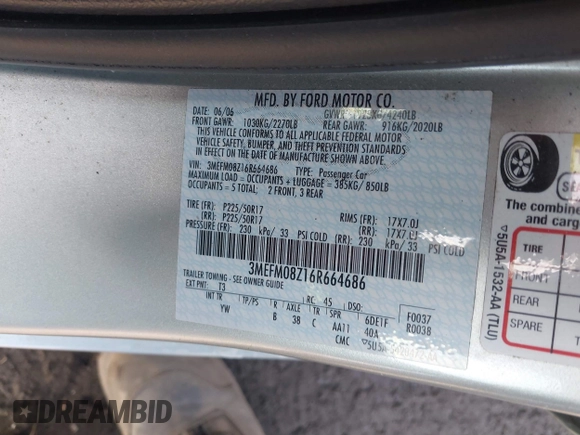 MFD. BY FORD MOTOR CO.
DATE: 06/06
FRONT GAWR: 1030KG/2270LB
REAR GAWR: 916KG/2020LB
THIS VEHICLE CONFORMS TO ALL APPLICABLE FEDERAL MOTOR
VEHICLE SAFETY, BUMPER, AND THEFT PREVENTION STANDARDS
IN EFFECT ON THE DATE OF MANUFACTURE SHOWN ABOVE.
VIN: 3MEFM08Z16R664686
TYPE: Passenger Car
MAXIMUM LOAD = OCCUPANTS + LUGGAGE = 385KG/850LB
OCCUPANTS = 5 TOTAL: 2 FRONT, 3 REAR
TIRE (FR): P225/50R17 RIMS (FR): 17X7.0J
(RR): P225/50R17 (RR): 17X7.0J
PRESSURE (FR): 230 kPa/ 33 PSI COLD (RR) 230 kPa/ 33 PSI COLD
3MEFM08Z16R664686
TRAILER TOWING - SEE OWNER GUIDE
EXT PNT: T3 RC: 45 DSO:
INT TR TP/PS R AXLE TR SPR 6DE1F F0037
YW B 38 C AA11 40A R0038
CMC
The combined
and carg
TIRE
FRONT
REAR
SPARE
5U5A-1532-AA (TLU)
DREAMBID